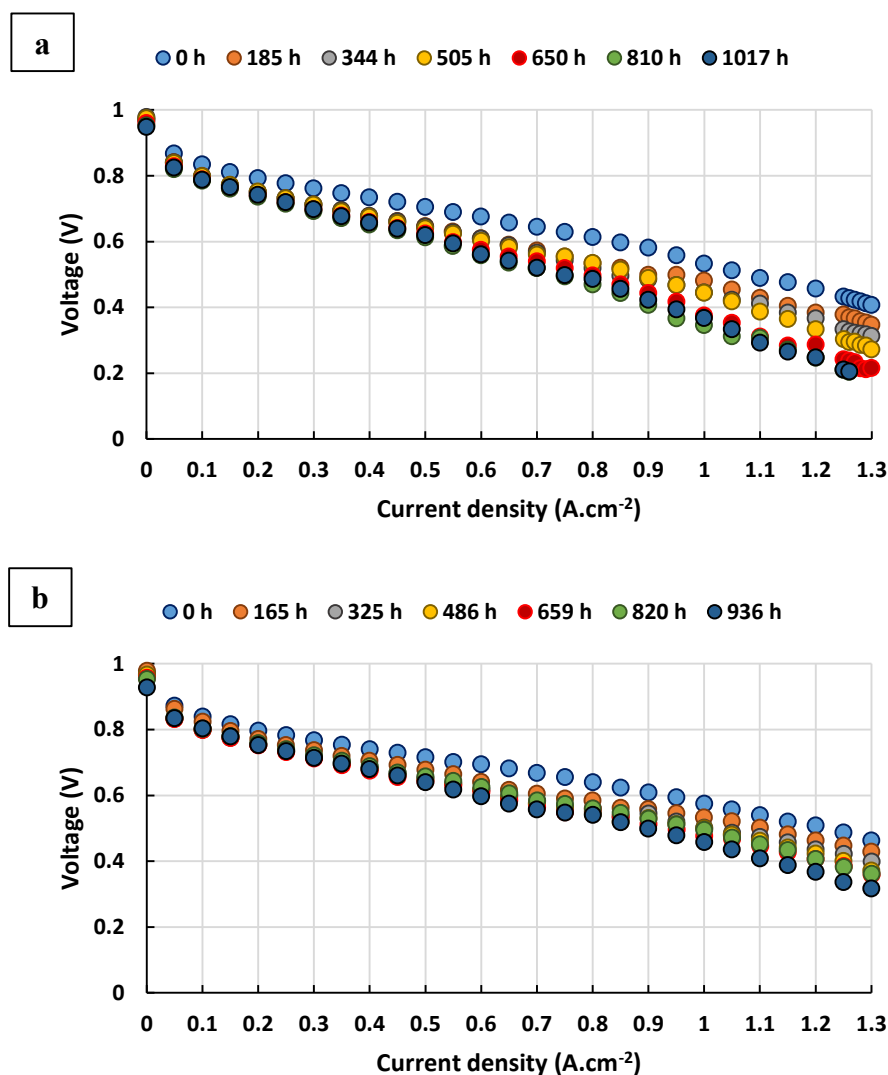 a
0 h 185 h 344 h 505 h 650 h 810 h 1017 h
1
0.8
0.6
0.4
0.2
0
Voltage (V)
0 0.1 0.2 0.3 0.4 0.5 0.6 0.7 0.8 0.9 1 1.1 1.2 1.3
Current density (A.cm-2)
b
0 h 165 h 325 h 486 h 659 h 820 h 936 h
1
0.8
0.6
0.4
0.2
0
Voltage (V)
0 0.1 0.2 0.3 0.4 0.5 0.6 0.7 0.8 0.9 1 1.1 1.2 1.3
Current density (A.cm-2)